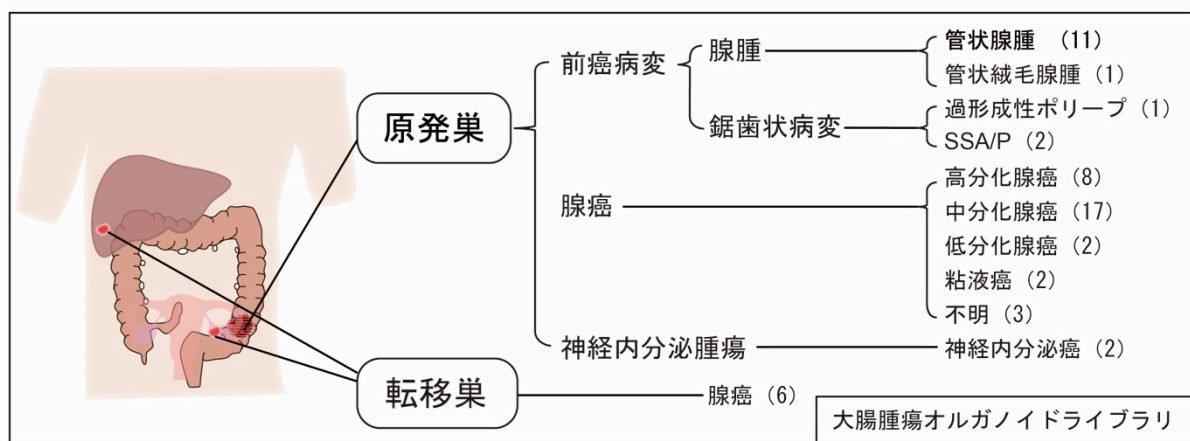 原発巣
前癌病変
腺腫
管状腺腫 (11)
管状絨毛腺腫 (1)
鋸歯状病変
過形成性ポリープ (1)
SSA/P (2)
腺癌
高分化腺癌 (8)
中分化腺癌 (17)
低分化腺癌 (2)
粘液癌 (2)
不明 (3)
神経内分泌腫瘍
神経内分泌癌 (2)
転移巣
腺癌 (6)
大腸腫瘍オルガノイドライブラリ